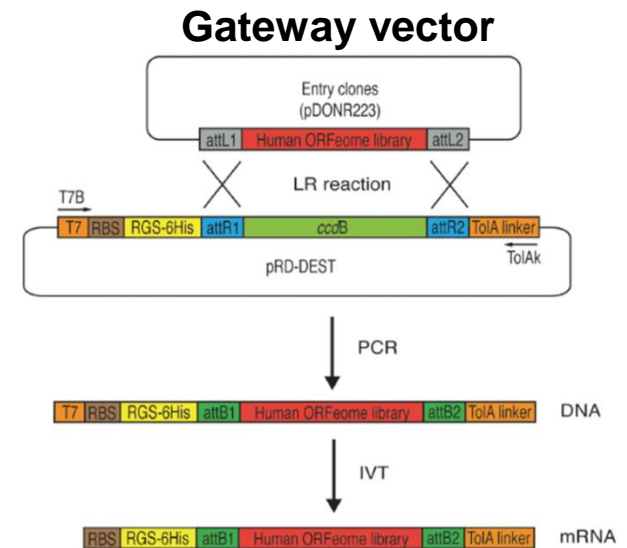 Gateway vector
Entry clones
(pDONR223)
attL1 Human ORFeome library attL2
LR reaction
T7B
T7 RBS RGS-6His attR1 ccdB attR2 TolA linker
TolAk
pRD-DEST
PCR
T7 RBS RGS-6His attB1 Human ORFeome library attB2 TolA linker DNA
IVT
RBS RGS-6His attB1 Human ORFeome library attB2 TolA linker mRNA